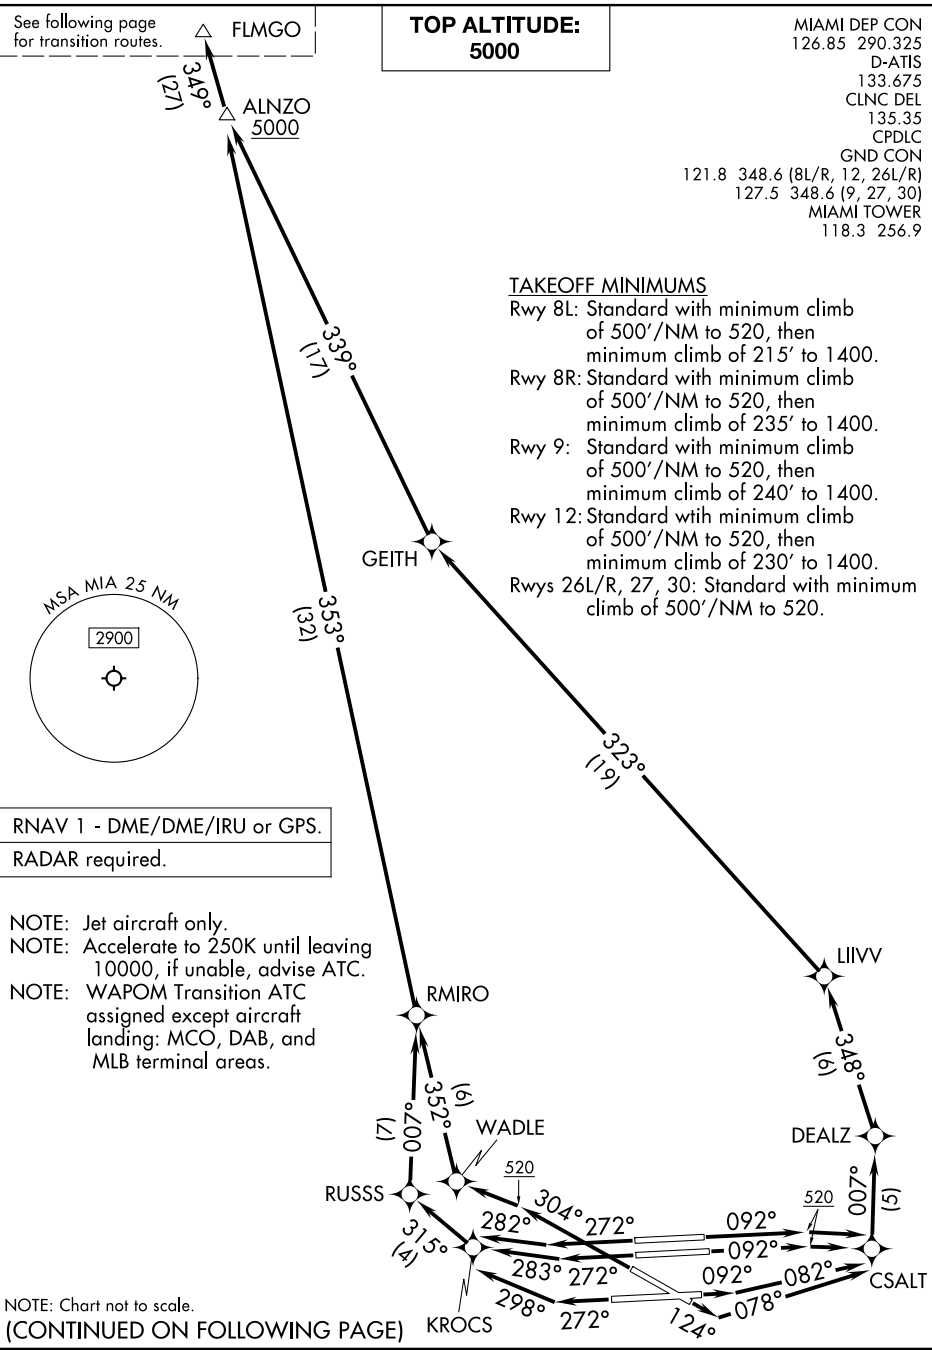 See following page
for transition routes.
FLMGO
TOP ALTITUDE:
5000
MIAMI DEP CON
126.85 290.325
D-ATIS
133.675
CLNC DEL
135.35
CPDLC
GND CON
121.8 348.6 (8L/R, 12, 26L/R)
127.5 348.6 (9, 27, 30)
MIAMI TOWER
118.3 256.9
349°
(27)
ALNZO
5000
TAKEOFF MINIMUMS
Rwy 8L: Standard with minimum climb
of 500'/NM to 520, then
minimum climb of 215' to 1400.
Rwy 8R: Standard with minimum climb
of 500'/NM to 520, then
minimum climb of 235' to 1400.
Rwy 9: Standard with minimum climb
of 500'/NM to 520, then
minimum climb of 240' to 1400.
Rwy 12: Standard wtih minimum climb
of 500'/NM to 520, then
minimum climb of 230' to 1400.
Rwys 26L/R, 27, 30: Standard with minimum
climb of 500'/NM to 520.
339°
(17)
GEITH
353°
(32)
MSA MIA 25 NM
2900
323°
(19)
RNAV 1 - DME/DME/IRU or GPS.
RADAR required.
NOTE: Jet aircraft only.
NOTE: Accelerate to 250K until leaving
10000, if unable, advise ATC.
NOTE: WAPOM Transition ATC
assigned except aircraft
landing: MCO, DAB, and
MLB terminal areas.
LIIVV
RMIRO
348°
(6)
007°
(7)
352°
(6)
WADLE
DEALZ
RUSSS
520
304°
520
007°
(5)
315°
(4)
282°
272°
092°
283°
272°
092°
298°
272°
092°
082°
124°
078°
CSALT
KROCS
NOTE: Chart not to scale.
(CONTINUED ON FOLLOWING PAGE)